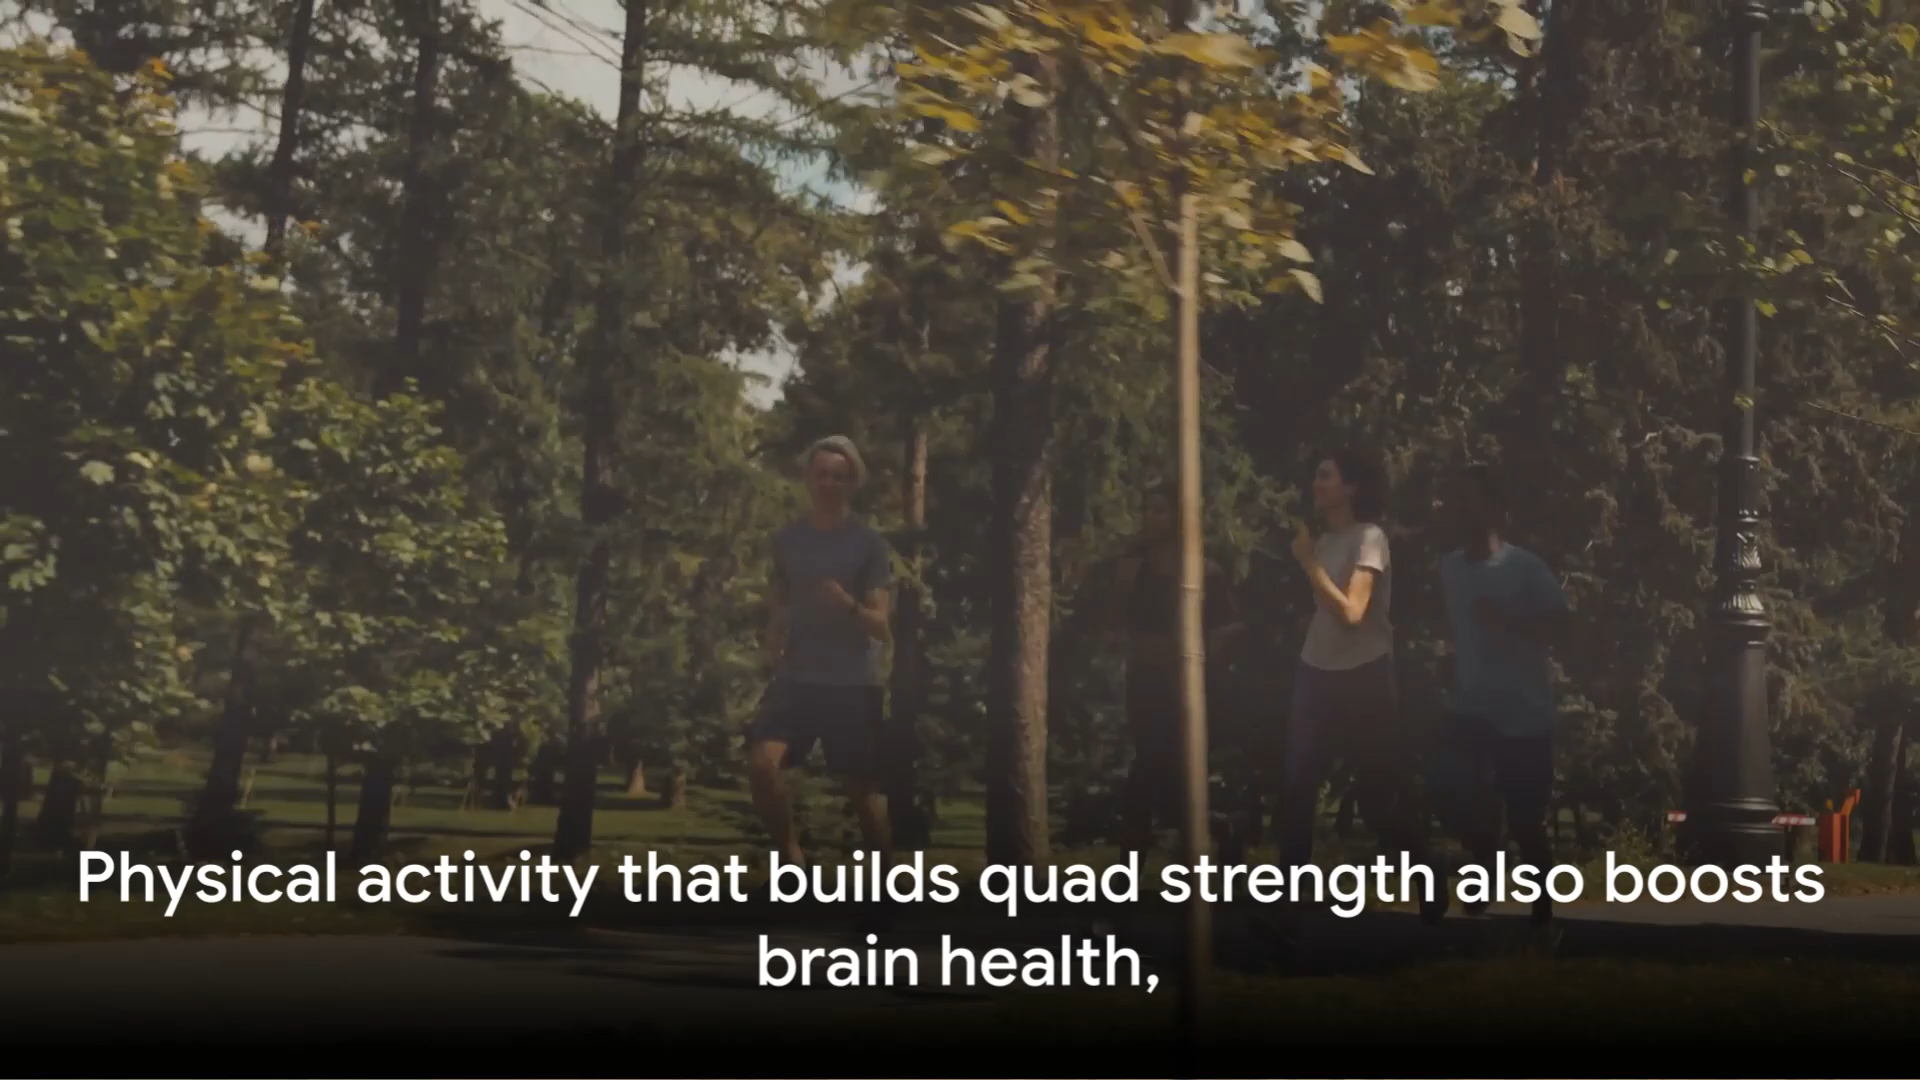 Physical activity that builds quad strength also boosts
brain health,